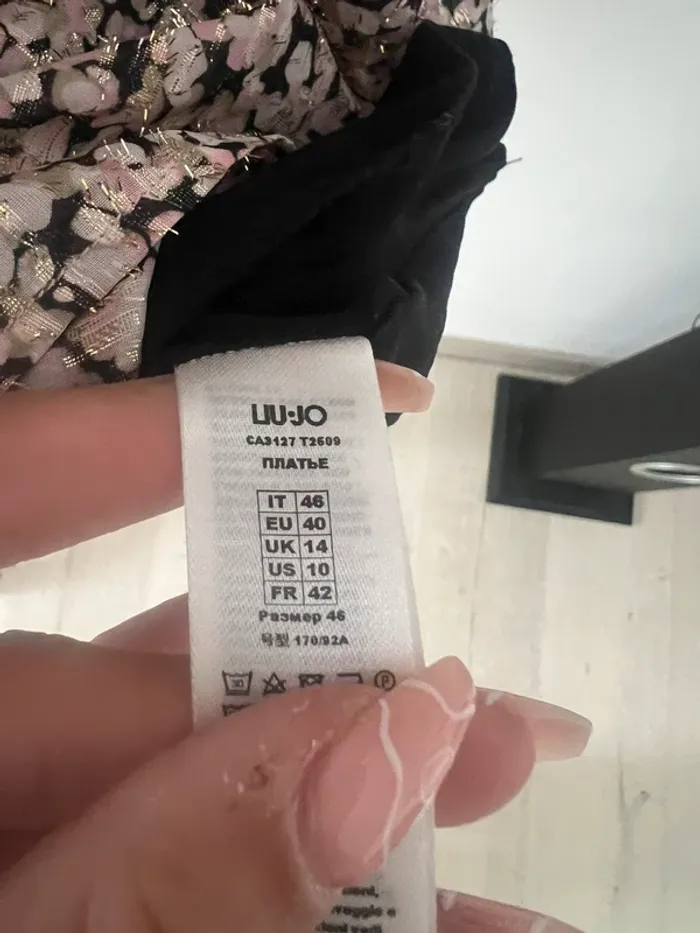 LIU·JO
CA3127 T2609
ПЛАТЬЕ
IT 46
EU 40
UK 14
US 10
FR 42
Размер 46
号型 170/92A
30
P